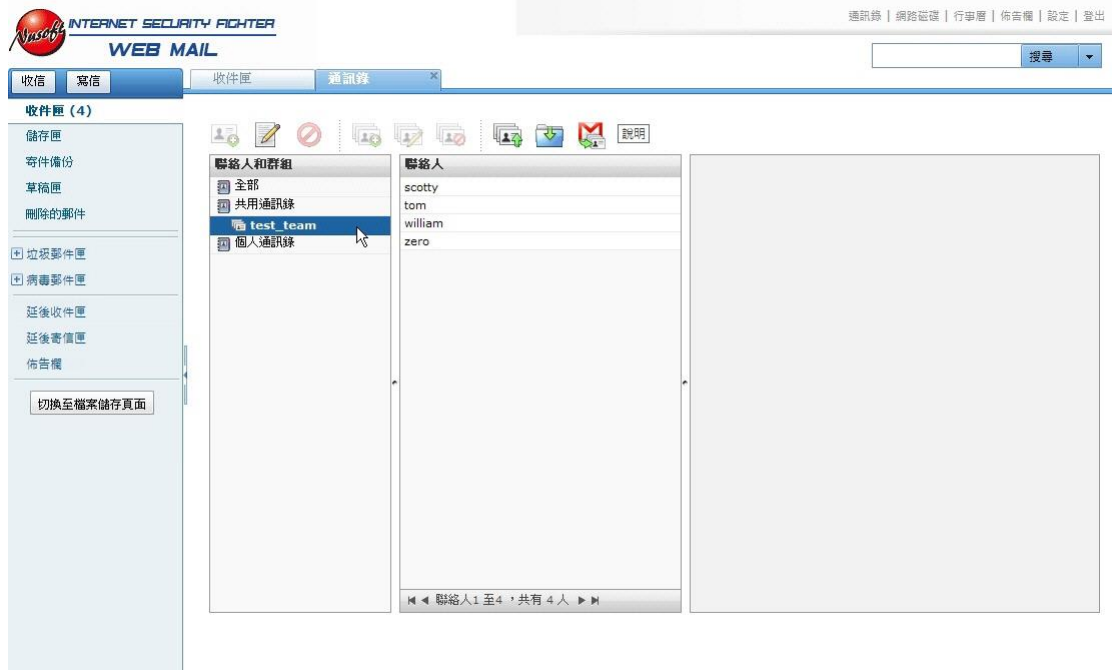 Nusoft INTERNET SECURITY FIGHTER
WEB MAIL
通訊錄 | 網路磁碟 | 行事曆 | 佈告欄 | 設定 | 登出
搜尋
收信 寫信
收件匣 通訊錄 ×
收件匣 (4)
儲存匣
寄件備份
草稿匣
刪除的郵件
垃圾郵件匣
病毒郵件匣
延後收件匣
延後寄信匣
佈告欄
切換至檔案儲存頁面
說明
聯絡人和群組
全部
共用通訊錄
test_team
個人通訊錄
聯絡人
scotty
tom
william
zero
聯絡人1 至4 ,共有 4 人